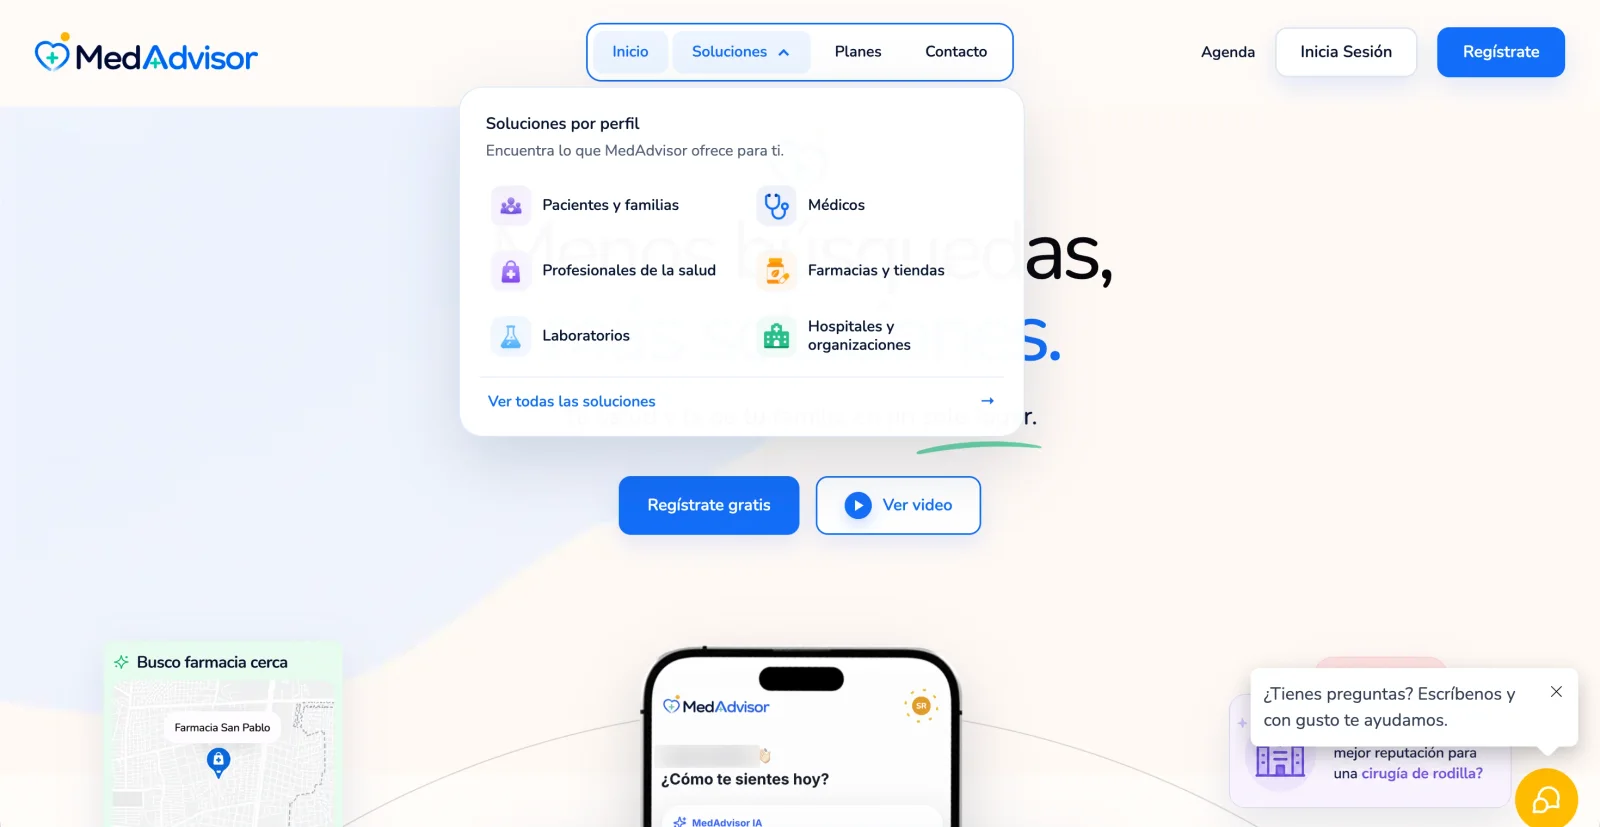 MedAdvisor
Inicio
Soluciones
Planes
Contacto
Agenda
Inicia Sesión
Regístrate
Soluciones por perfil
Encuentra lo que MedAdvisor ofrece para ti.
Pacientes y familias
Médicos
Profesionales de la salud
Farmacias y tiendas
Laboratorios
Hospitales y
organizaciones
Ver todas las soluciones
Menos búsquedas,
s.
r.
Regístrate gratis
Ver video
Busco farmacia cerca
Farmacia San Pablo
MedAdvisor
SR
¿Cómo te sientes hoy?
MedAdvisor IA
¿Tienes preguntas? Escríbenos y
con gusto te ayudamos.
mejor reputación para
una cirugía de rodilla?